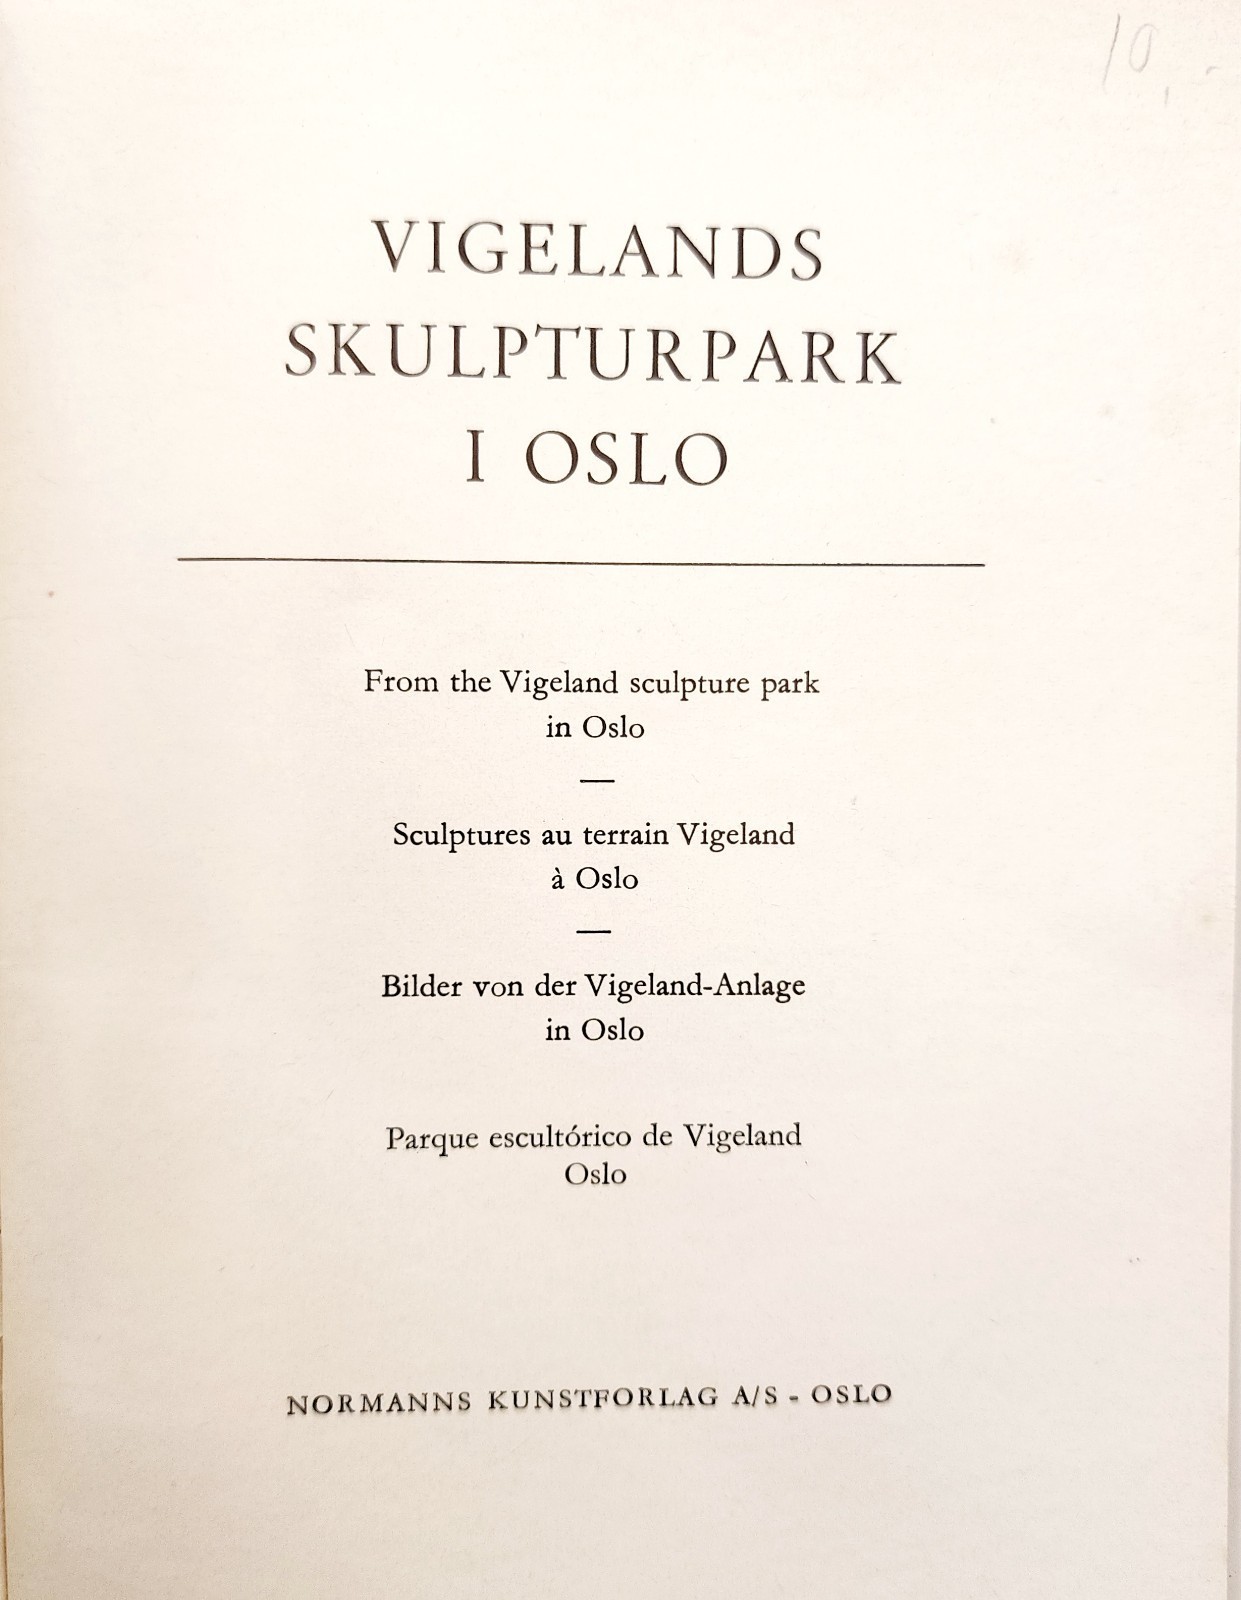 10,-
VIGELANDS
SKULPTURPARK
I OSLO
From the Vigeland sculpture park
in Oslo
—
Sculptures au terrain Vigeland
à Oslo
—
Bilder von der Vigeland-Anlage
in Oslo
Parque escultórico de Vigeland
Oslo
NORMANNS KUNSTFORLAG A/S - OSLO